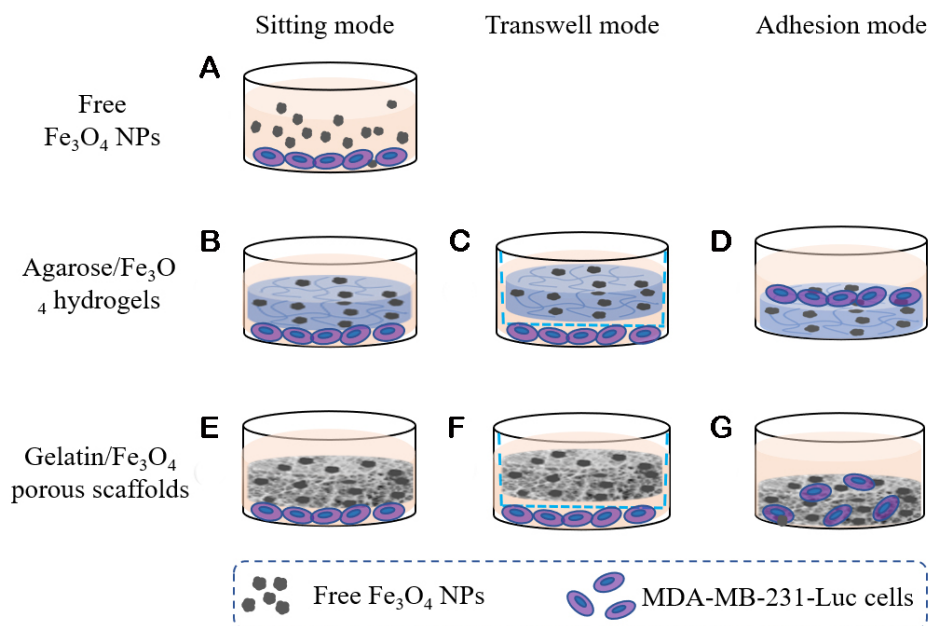 Sitting mode
Transwell mode
Adhesion mode
A
Free
Fe₃O₄ NPs
B
C
D
Agarose/Fe₃O
₄ hydrogels
E
F
G
Gelatin/Fe₃O₄
porous scaffolds
Free Fe₃O₄ NPs
MDA-MB-231-Luc cells